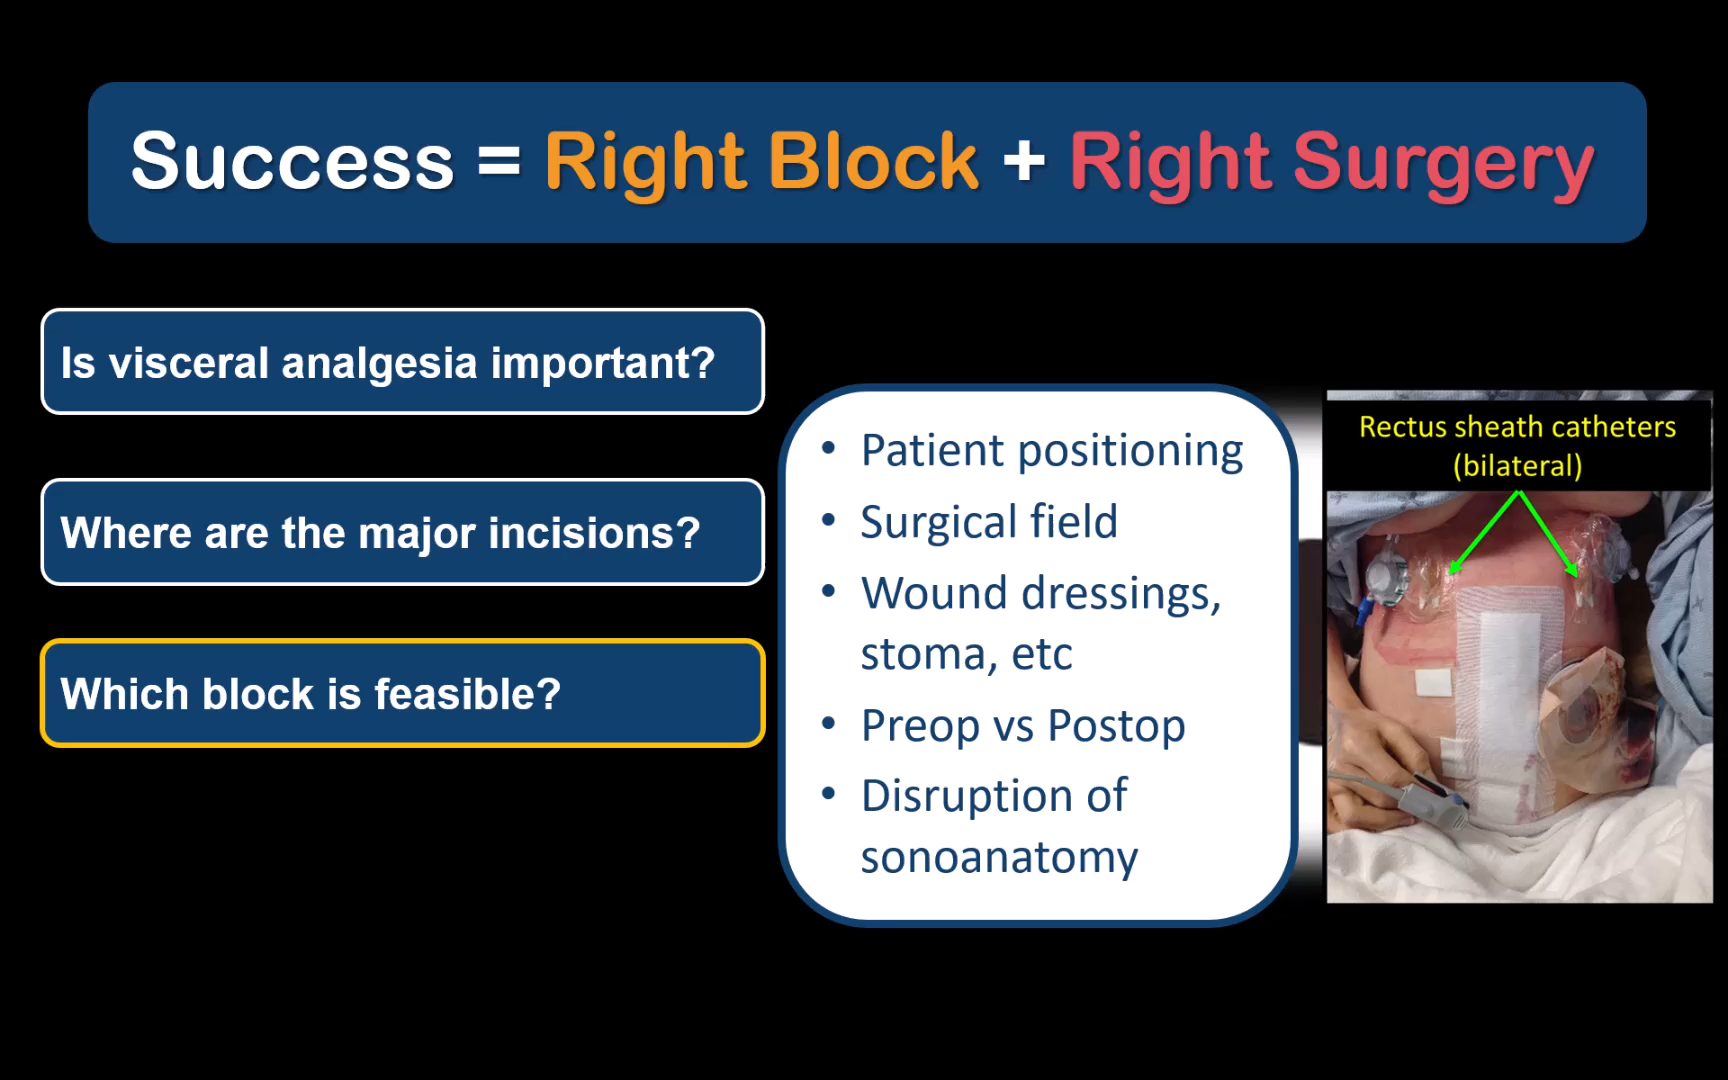 Success = Right Block + Right Surgery
Is visceral analgesia important?
Where are the major incisions?
Which block is feasible?
• Patient positioning
• Surgical field
• Wound dressings,
stoma, etc
• Preop vs Postop
• Disruption of
sonoanatomy
Rectus sheath catheters
(bilateral)